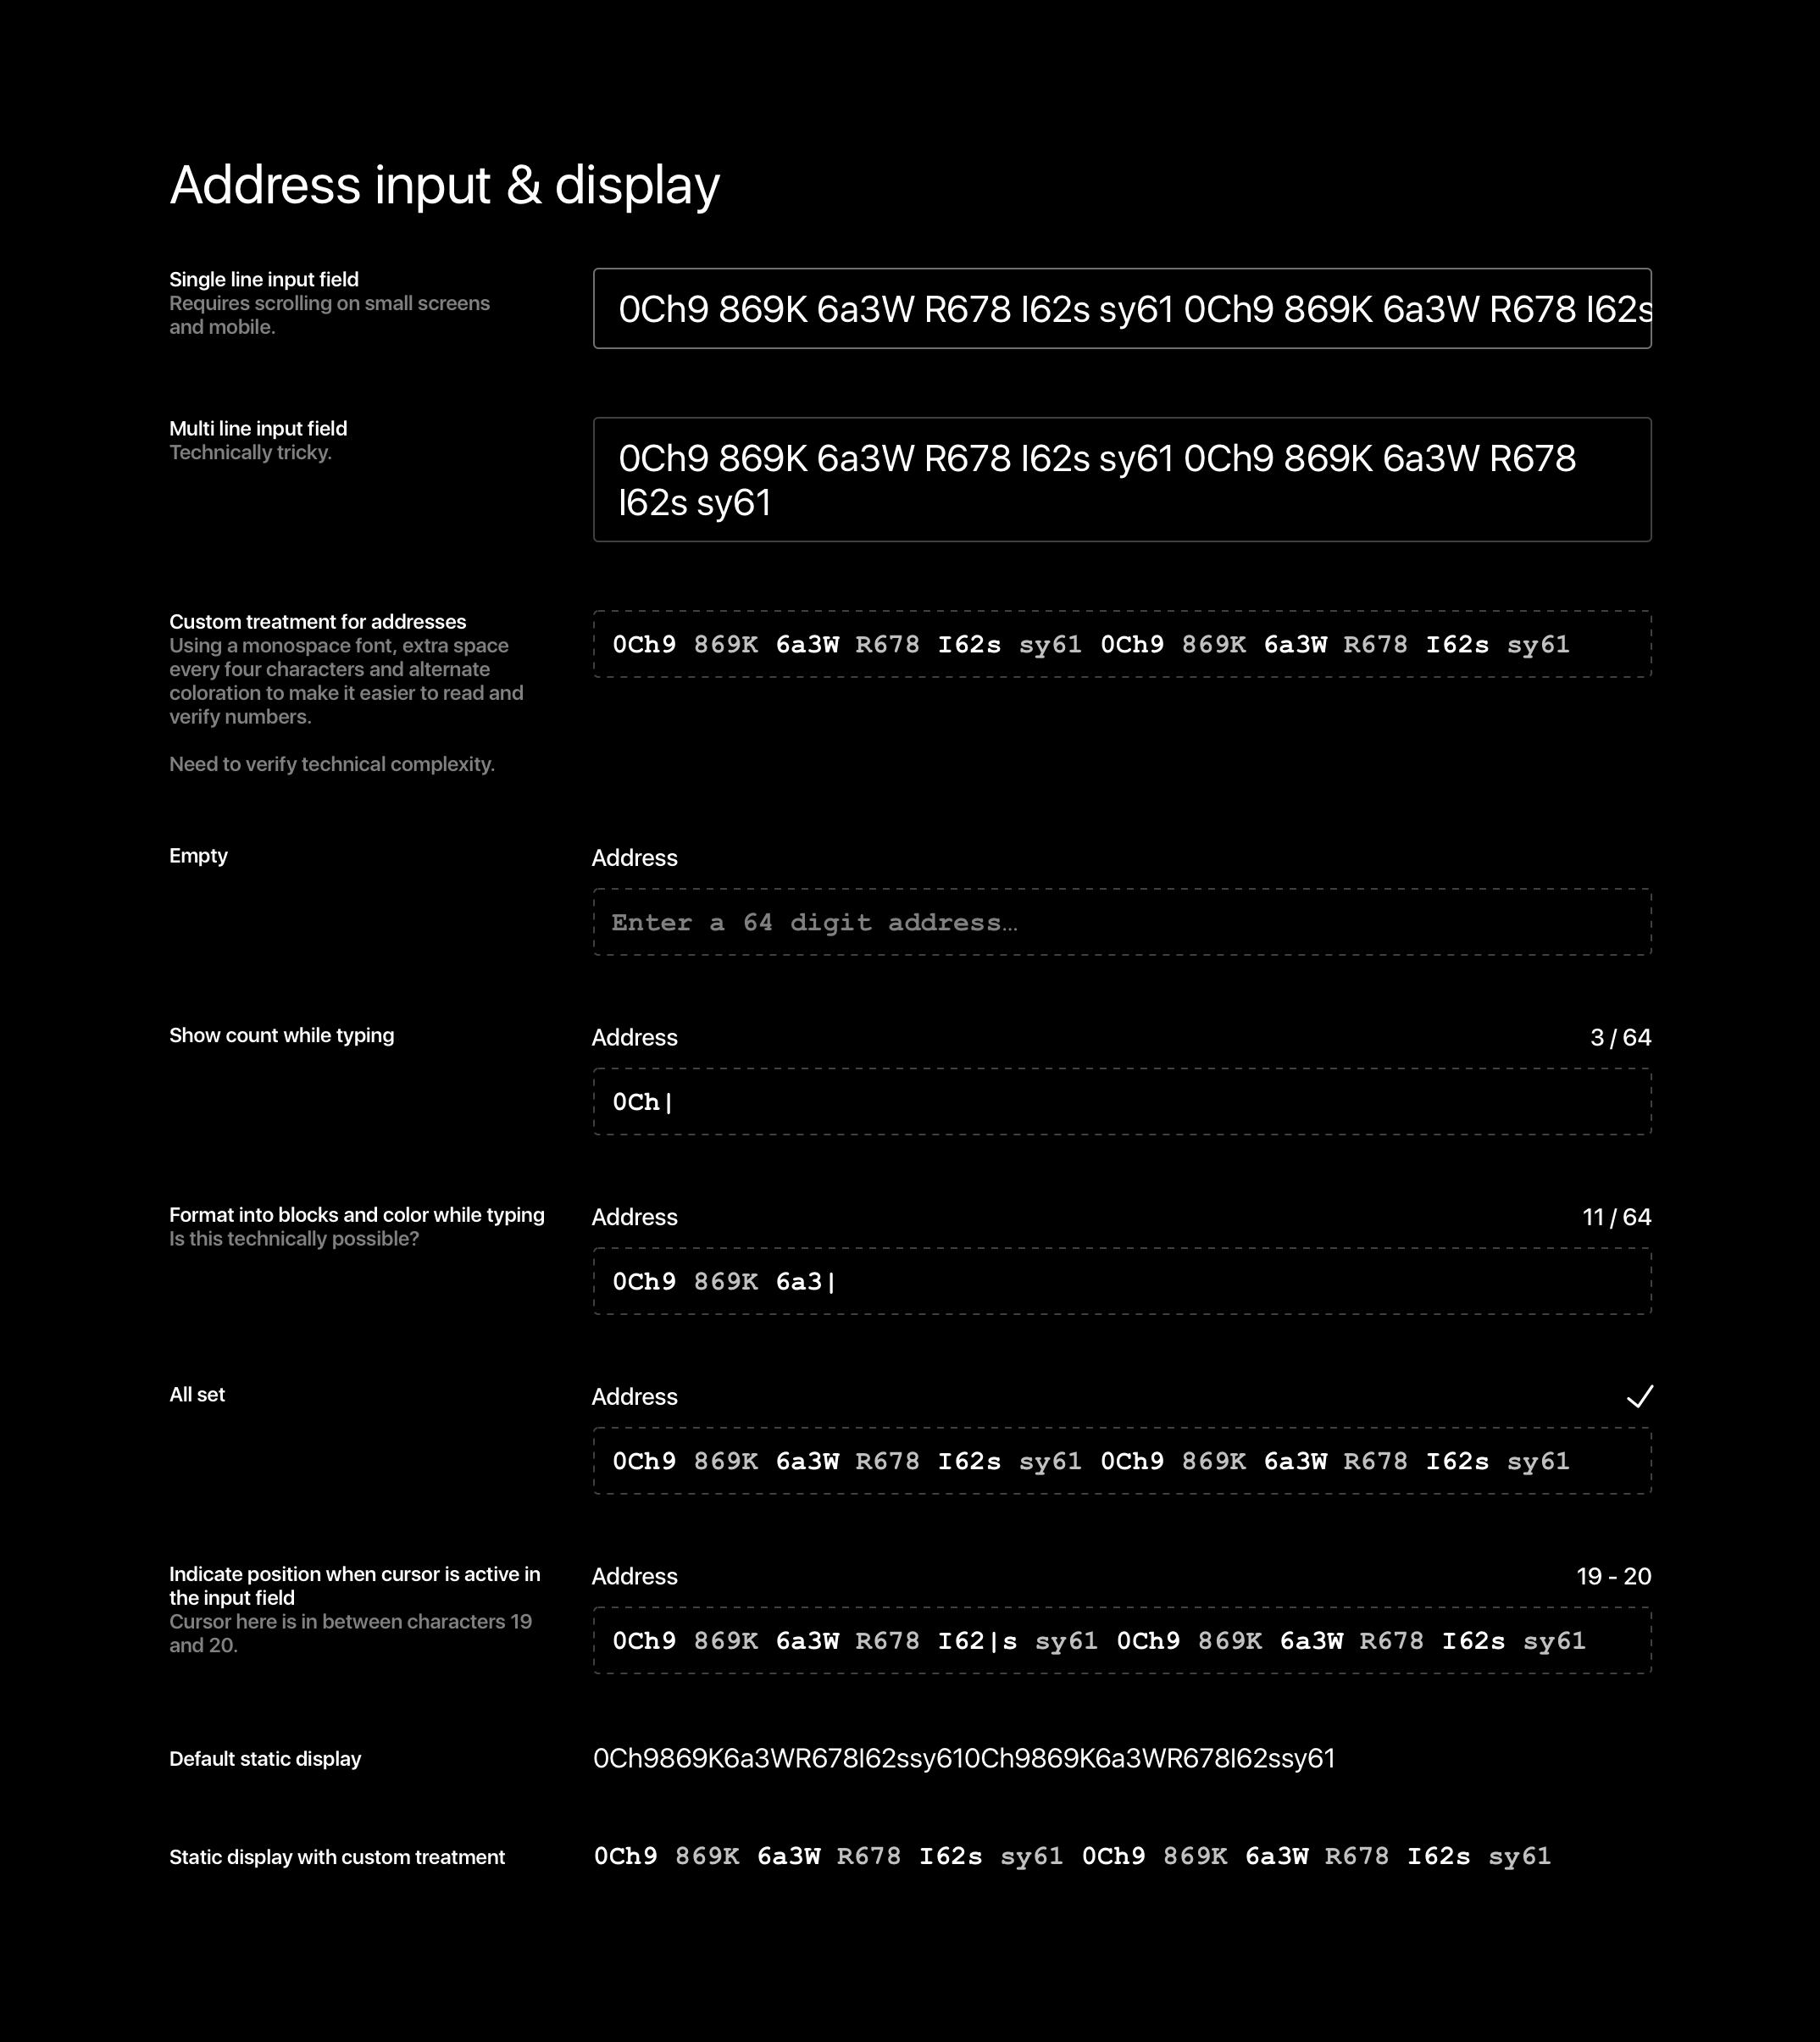 Address input & display
Single line input field
Requires scrolling on small screens
and mobile.
0Ch9 869K 6a3W R678 I62s sy61 0Ch9 869K 6a3W R678 I62s
Multi line input field
Technically tricky.
0Ch9 869K 6a3W R678 I62s sy61 0Ch9 869K 6a3W R678
I62s sy61
Custom treatment for addresses
Using a monospace font, extra space
every four characters and alternate
coloration to make it easier to read and
verify numbers.
Need to verify technical complexity.
0Ch9 869K 6a3W R678 I62s sy61 0Ch9 869K 6a3W R678 I62s sy61
Empty
Address
Enter a 64 digit address…
Show count while typing
Address
3 / 64
0Ch|
Format into blocks and color while typing
Is this technically possible?
Address
11 / 64
0Ch9 869K 6a3|
All set
Address
0Ch9 869K 6a3W R678 I62s sy61 0Ch9 869K 6a3W R678 I62s sy61
Indicate position when cursor is active in
the input field
Cursor here is in between characters 19
and 20.
Address
19 - 20
0Ch9 869K 6a3W R678 I62|s sy61 0Ch9 869K 6a3W R678 I62s sy61
Default static display
0Ch9869K6a3WR678I62ssy610Ch9869K6a3WR678I62ssy61
Static display with custom treatment
0Ch9 869K 6a3W R678 I62s sy61 0Ch9 869K 6a3W R678 I62s sy61